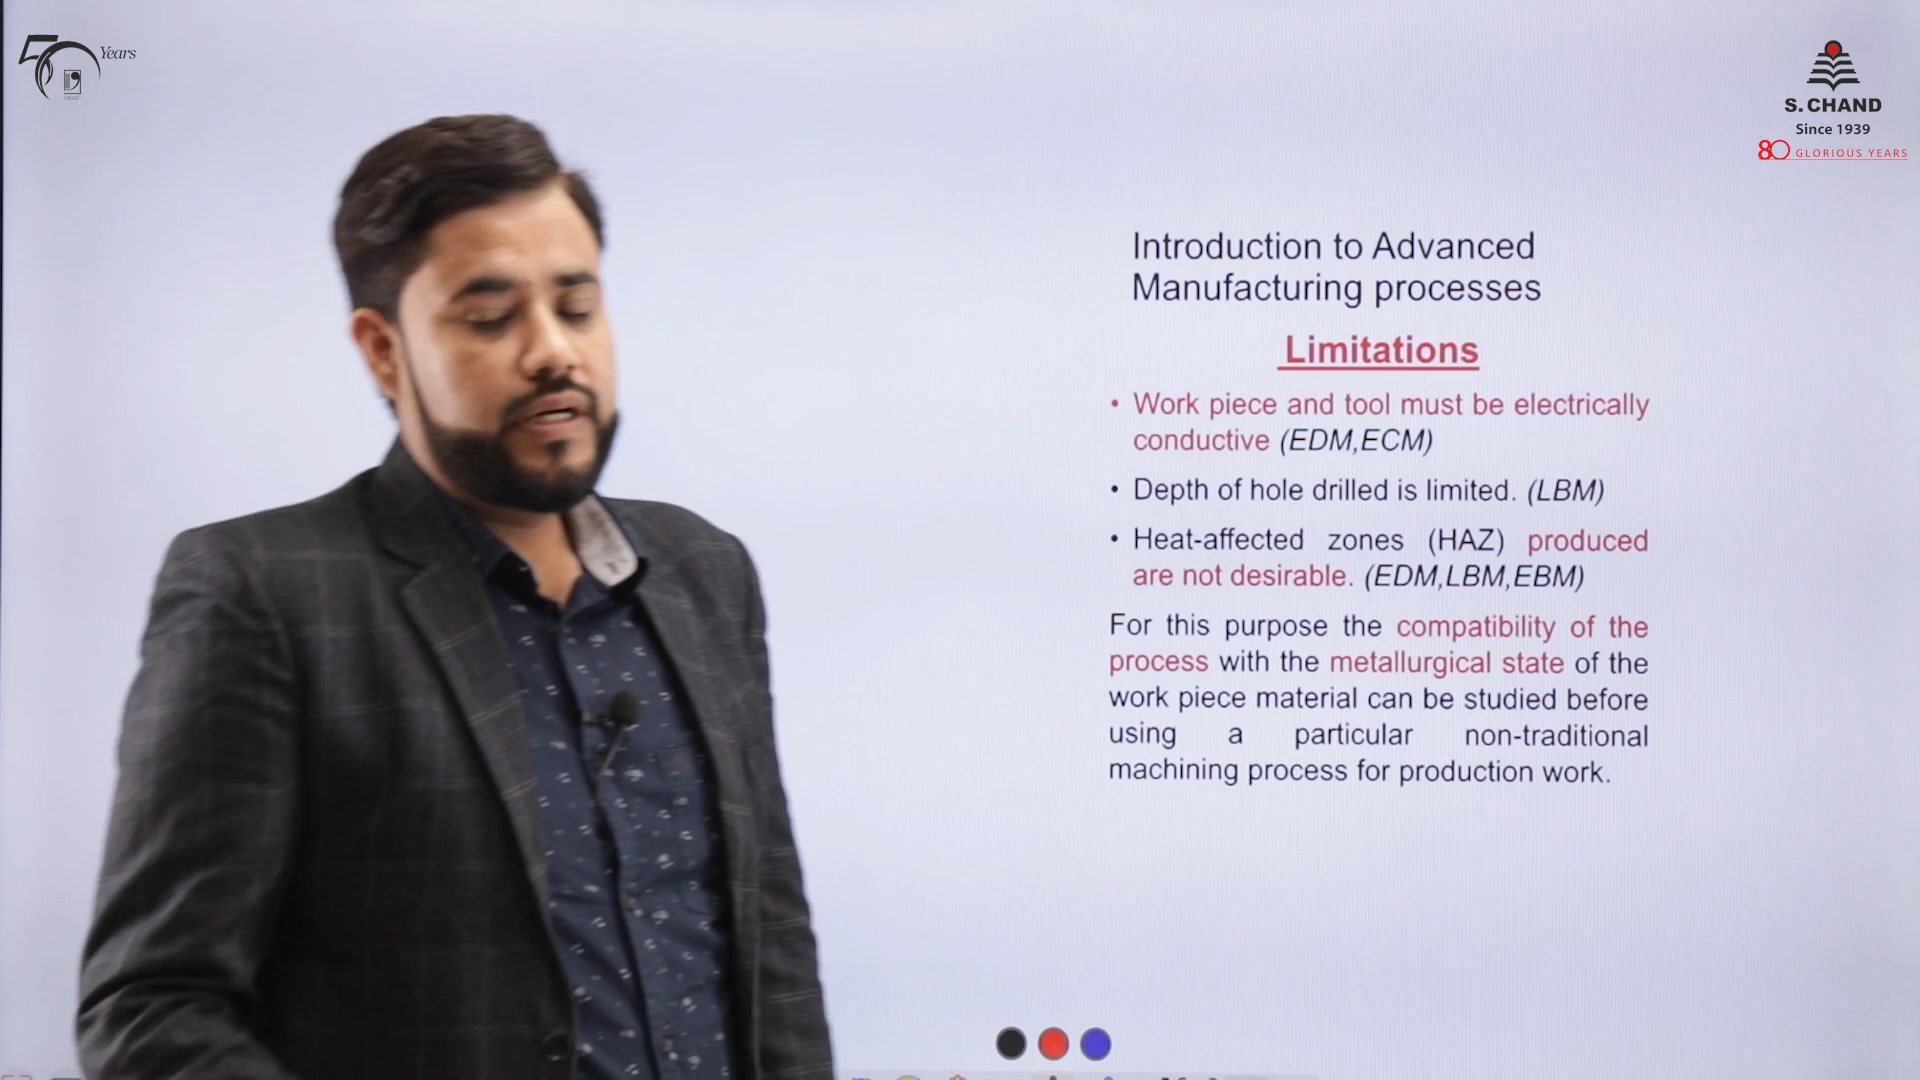 50 Years
VIKAS
S. CHAND
Since 1939
80 GLORIOUS YEARS
Introduction to Advanced
Manufacturing processes
Limitations
• Work piece and tool must be electrically
conductive (EDM,ECM)
• Depth of hole drilled is limited. (LBM)
• Heat-affected zones (HAZ) produced
are not desirable. (EDM,LBM,EBM)
For this purpose the compatibility of the
process with the metallurgical state of the
work piece material can be studied before
using a particular non-traditional
machining process for production work.